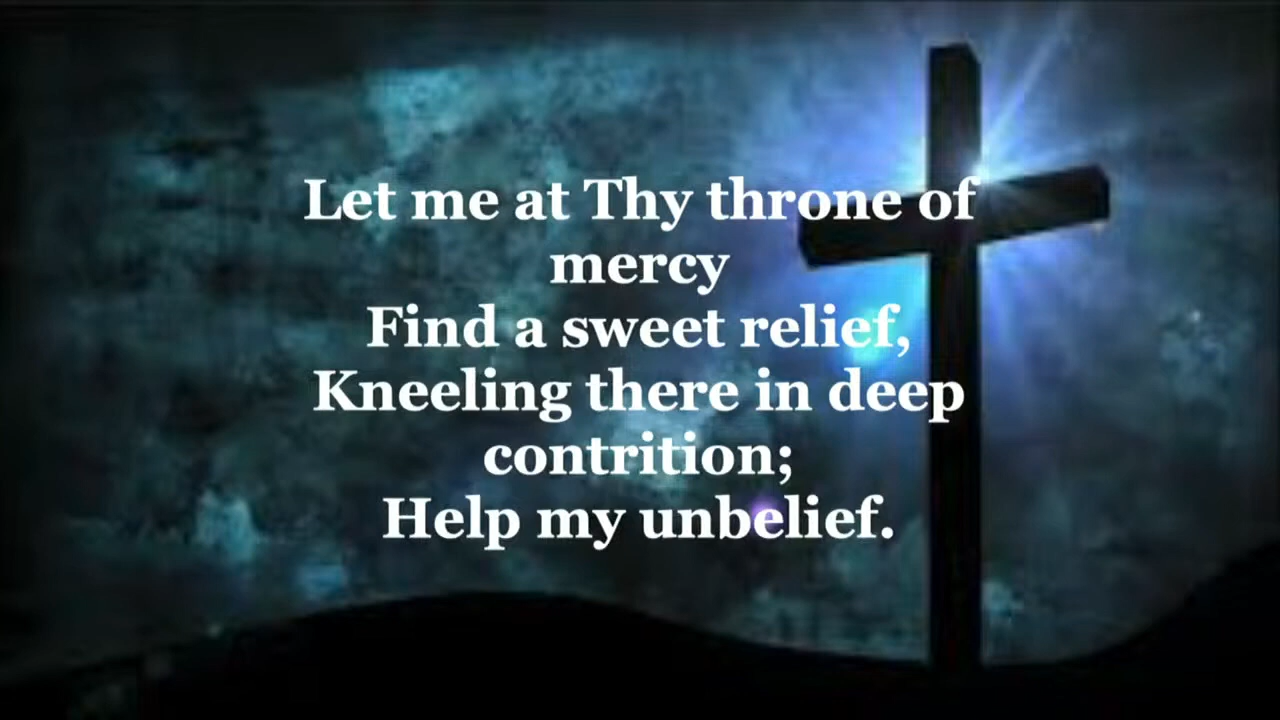 Let me at Thy throne of
mercy
Find a sweet relief,
Kneeling there in deep
contrition;
Help my unbelief.